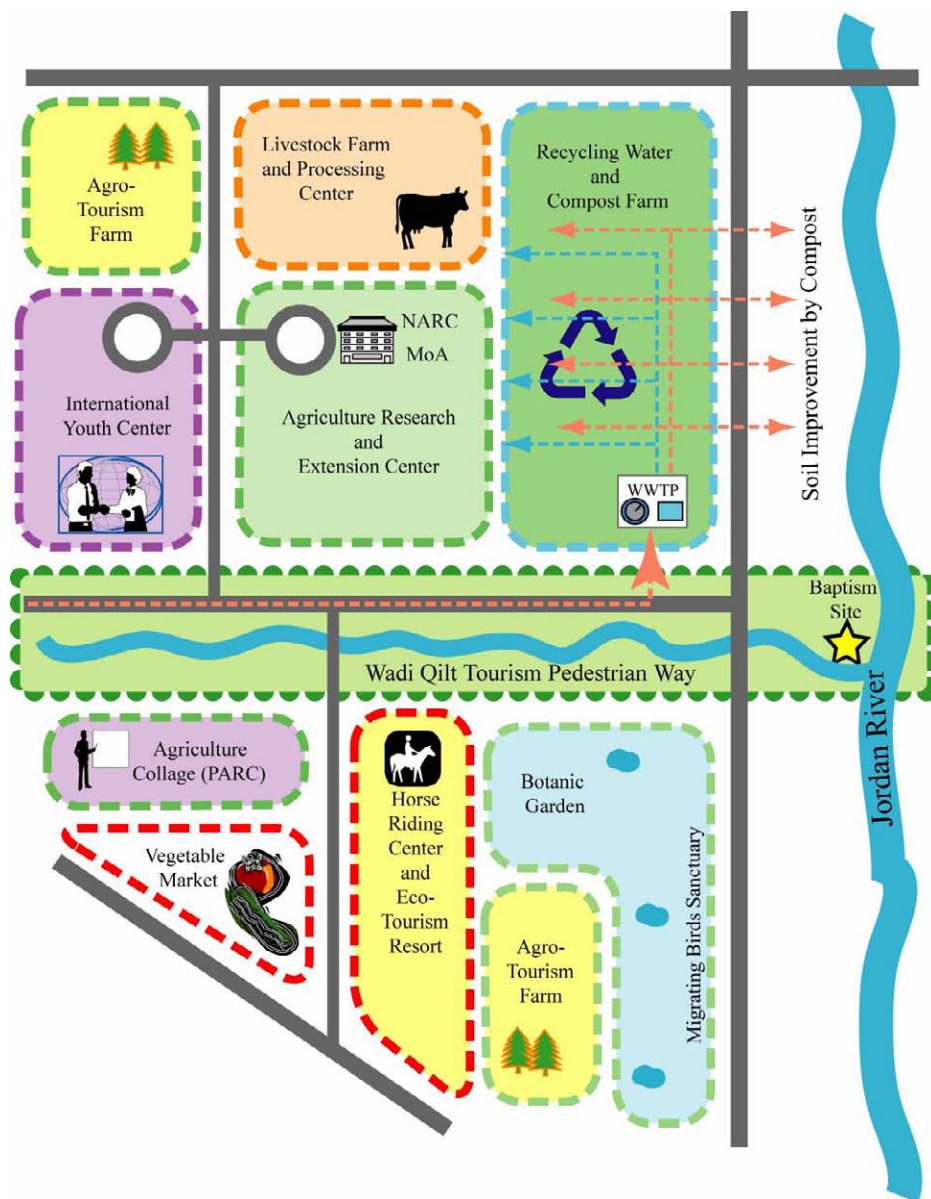 Agro-
Tourism
Farm
Livestock Farm
and Processing
Center
Recycling Water
and
Compost Farm
Soil Improvement by Compost
NARC
MoA
International
Youth Center
Agriculture Research
and
Extension Center
WWTP
Baptism
Site
Wadi Qilt Tourism Pedestrian Way
Jordan River
Agriculture
Collage (PARC)
Vegetable
Market
Horse
Riding
Center
and
Eco-
Tourism
Resort
Botanic
Garden
Agro-
Tourism
Farm
Migrating Birds Sanctuary